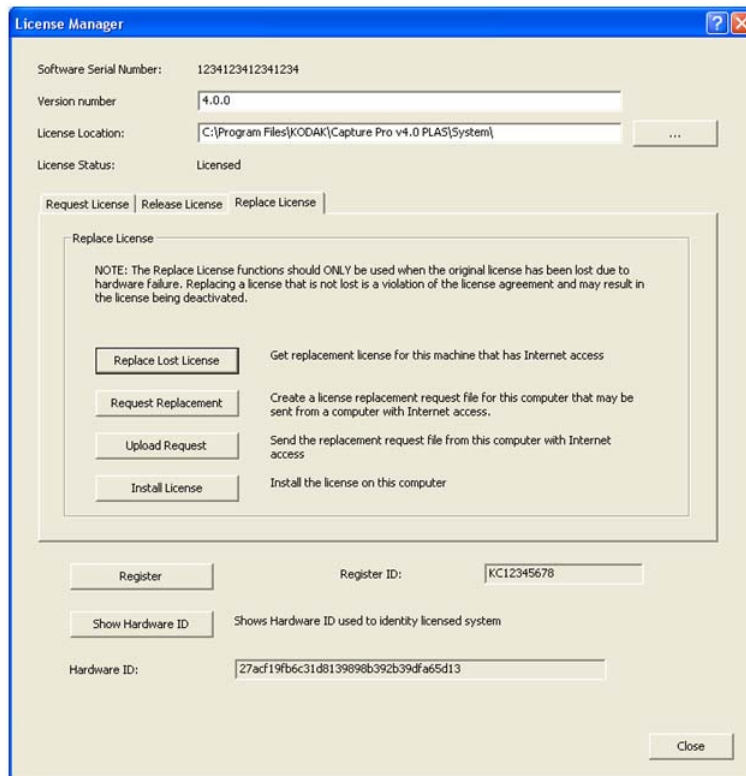 License Manager
Software Serial Number: 1234123412341234
Version number 4.0.0
License Location: C:\Program Files\KODAK\Capture Pro v4.0 PLAS\System\ ...
License Status: Licensed
Request License Release License Replace License
Replace License
NOTE: The Replace License functions should ONLY be used when the original license has been lost due to
hardware failure. Replacing a license that is not lost is a violation of the license agreement and may result in
the license being deactivated.
Replace Lost License Get replacement license for this machine that has Internet access
Request Replacement Create a license replacement request file for this computer that may be
sent from a computer with Internet access.
Upload Request Send the replacement request file from this computer with Internet
access
Install License Install the license on this computer
Register Register ID: KC12345678
Show Hardware ID Shows Hardware ID used to identity licensed system
Hardware ID: 27acf19fb6c31d8139898b392b39dfa65d13
Close